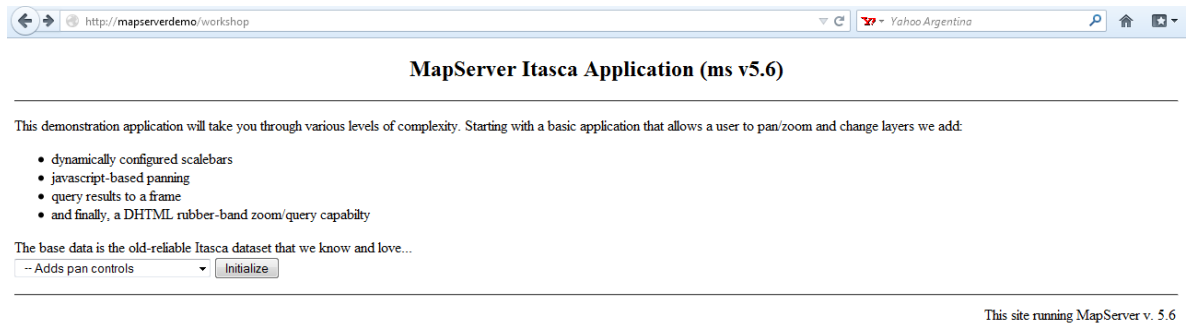 http://mapserverdemo/workshop
Yahoo Argentina
MapServer Itasca Application (ms v5.6)
This demonstration application will take you through various levels of complexity. Starting with a basic application that allows a user to pan/zoom and change layers we add:
dynamically configured scalebars
javascript-based panning
query results to a frame
and finally, a DHTML rubber-band zoom/query capabilty
The base data is the old-reliable Itasca dataset that we know and love...
-- Adds pan controls
Initialize
This site running MapServer v. 5.6